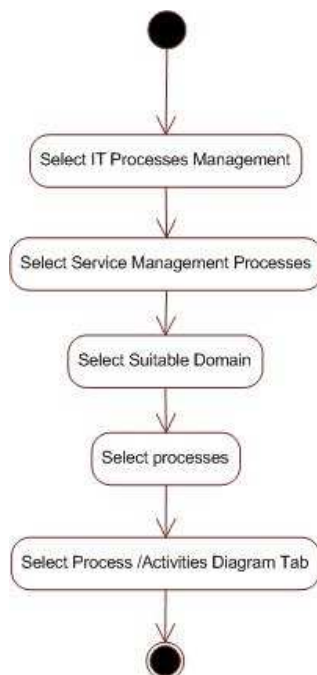 Select IT Processes Management
Select Service Management Processes
Select Suitable Domain
Select processes
Select Process /Activities Diagram Tab